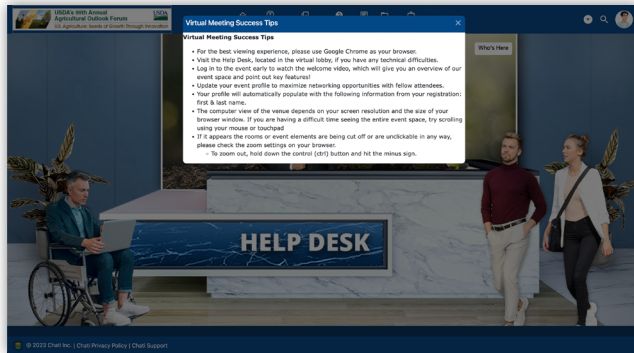 USDA's 99th Annual
Agricultural Outlook Forum
U.S. Agriculture: Seeds of Growth Through Innovation
USDA
Virtual Meeting Success Tips
Virtual Meeting Success Tips
• For the best viewing experience, please use Google Chrome as your browser.
• Visit the Help Desk, located in the virtual lobby, if you have any technical difficulties.
• Log in to the event early to watch the welcome video, which will give you an overview of our
event space and point out key features!
• Update your event profile to maximize networking opportunities with fellow attendees.
• Your profile will automatically populate with the following information from your registration:
first & last name.
• The computer view of the venue depends on your screen resolution and the size of your
browser window. If you are having a difficult time seeing the entire event space, try scrolling
using your mouse or touchpad
• If it appears the rooms or event elements are being cut off or are unclickable in any way,
please check the zoom settings on your browser.
◦ To zoom out, hold down the control (ctrl) button and hit the minus sign.
Who's Here
HELP DESK
© 2023 Chati Inc. | Chati Privacy Policy | Chati Support